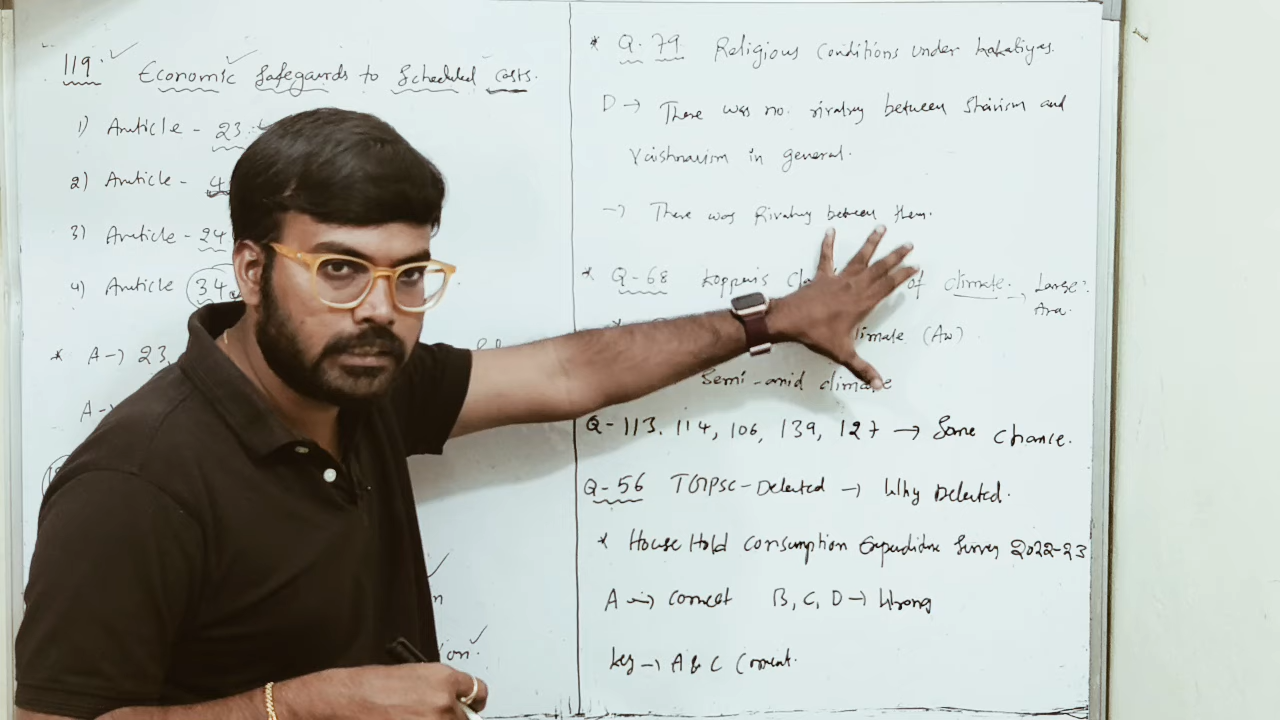 119. Economic Safegaurds to Scheduled casts.
1) Article - 23
2) Article - 4
3) Article - 24
4) Article 34
* A → 23,
A →
on.
* Q. 79 Religious Conditions under kakatiyas.
D → There was no. rivalry between Shivism and
Vaishnavism in general.
→ There was Rivalry between them.
* Q-68 Koppen's Cla of climate. → Large?
Area.
climate (Aw)
Semi-arid climate
Q-113. 114, 106, 139, 127 → Some chance.
Q-56 TGPSC-Deleted → Why Deleted.
* House Hold consumption Expenditure Survey 2022-23
A → correct B, C, D → Wrong
key → A & C Correct.